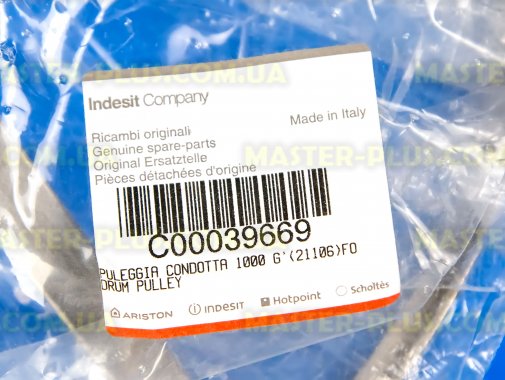 MASTER-PLUS.COM.UA
Indesit Company
Made in Italy
Ricambi originali
Genuine spare-parts
Original Ersatzteile
Pièces détachées d'origine
C00039669
PULEGGIA CONDOTTA 1000 G'(21106)FO
DRUM PULLEY
ARISTON
INDESIT
Hotpoint
Scholtès